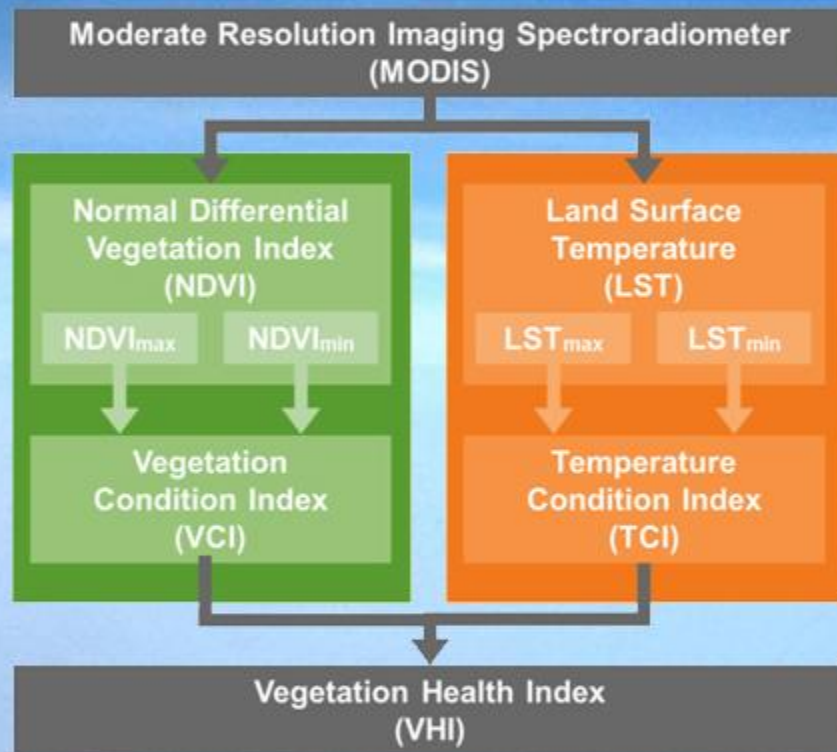 Moderate Resolution Imaging Spectroradiometer
(MODIS)
Normal Differential
Vegetation Index
(NDVI)
NDVImax
NDVImin
Vegetation
Condition Index
(VCI)
Land Surface
Temperature
(LST)
LSTmax
LSTmin
Temperature
Condition Index
(TCI)
Vegetation Health Index
(VHI)